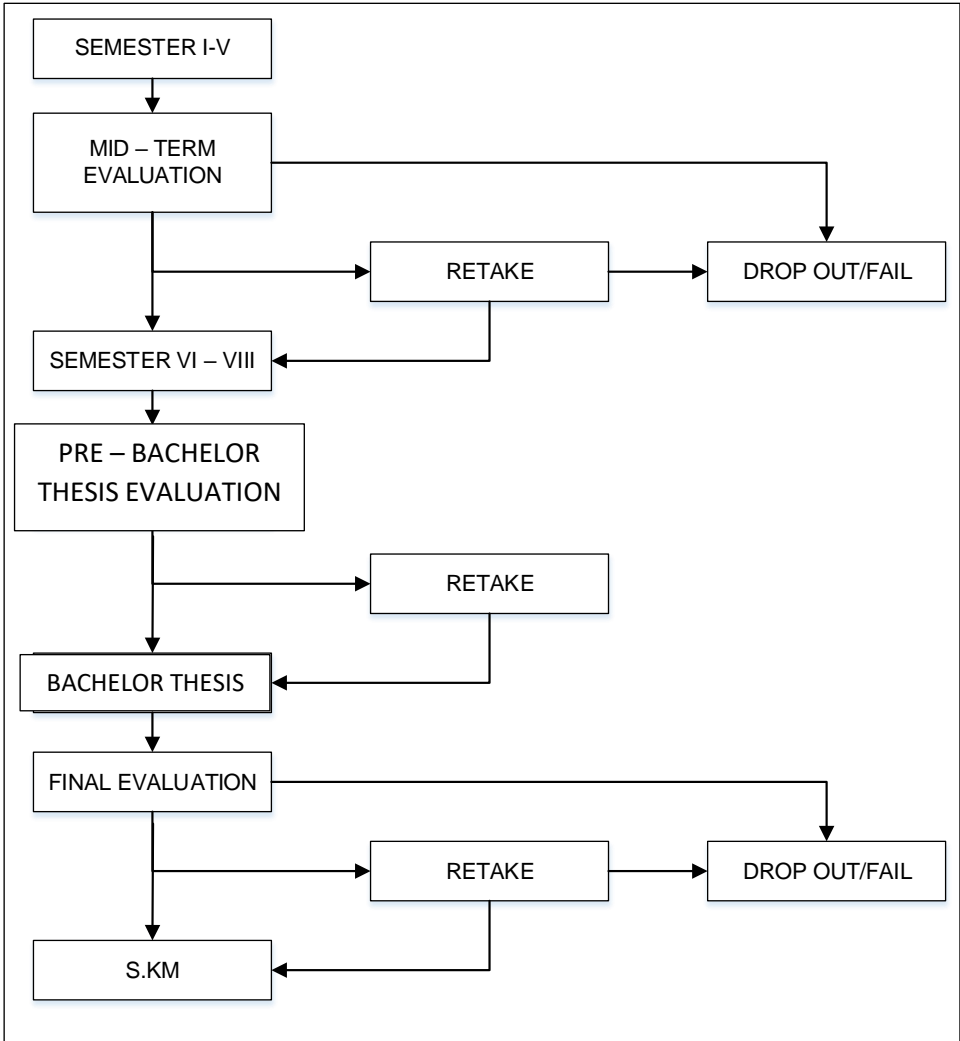 SEMESTER I-V
MID – TERM
EVALUATION
RETAKE
DROP OUT/FAIL
SEMESTER VI – VIII
PRE – BACHELOR
THESIS EVALUATION
RETAKE
BACHELOR THESIS
FINAL EVALUATION
RETAKE
DROP OUT/FAIL
S.KM